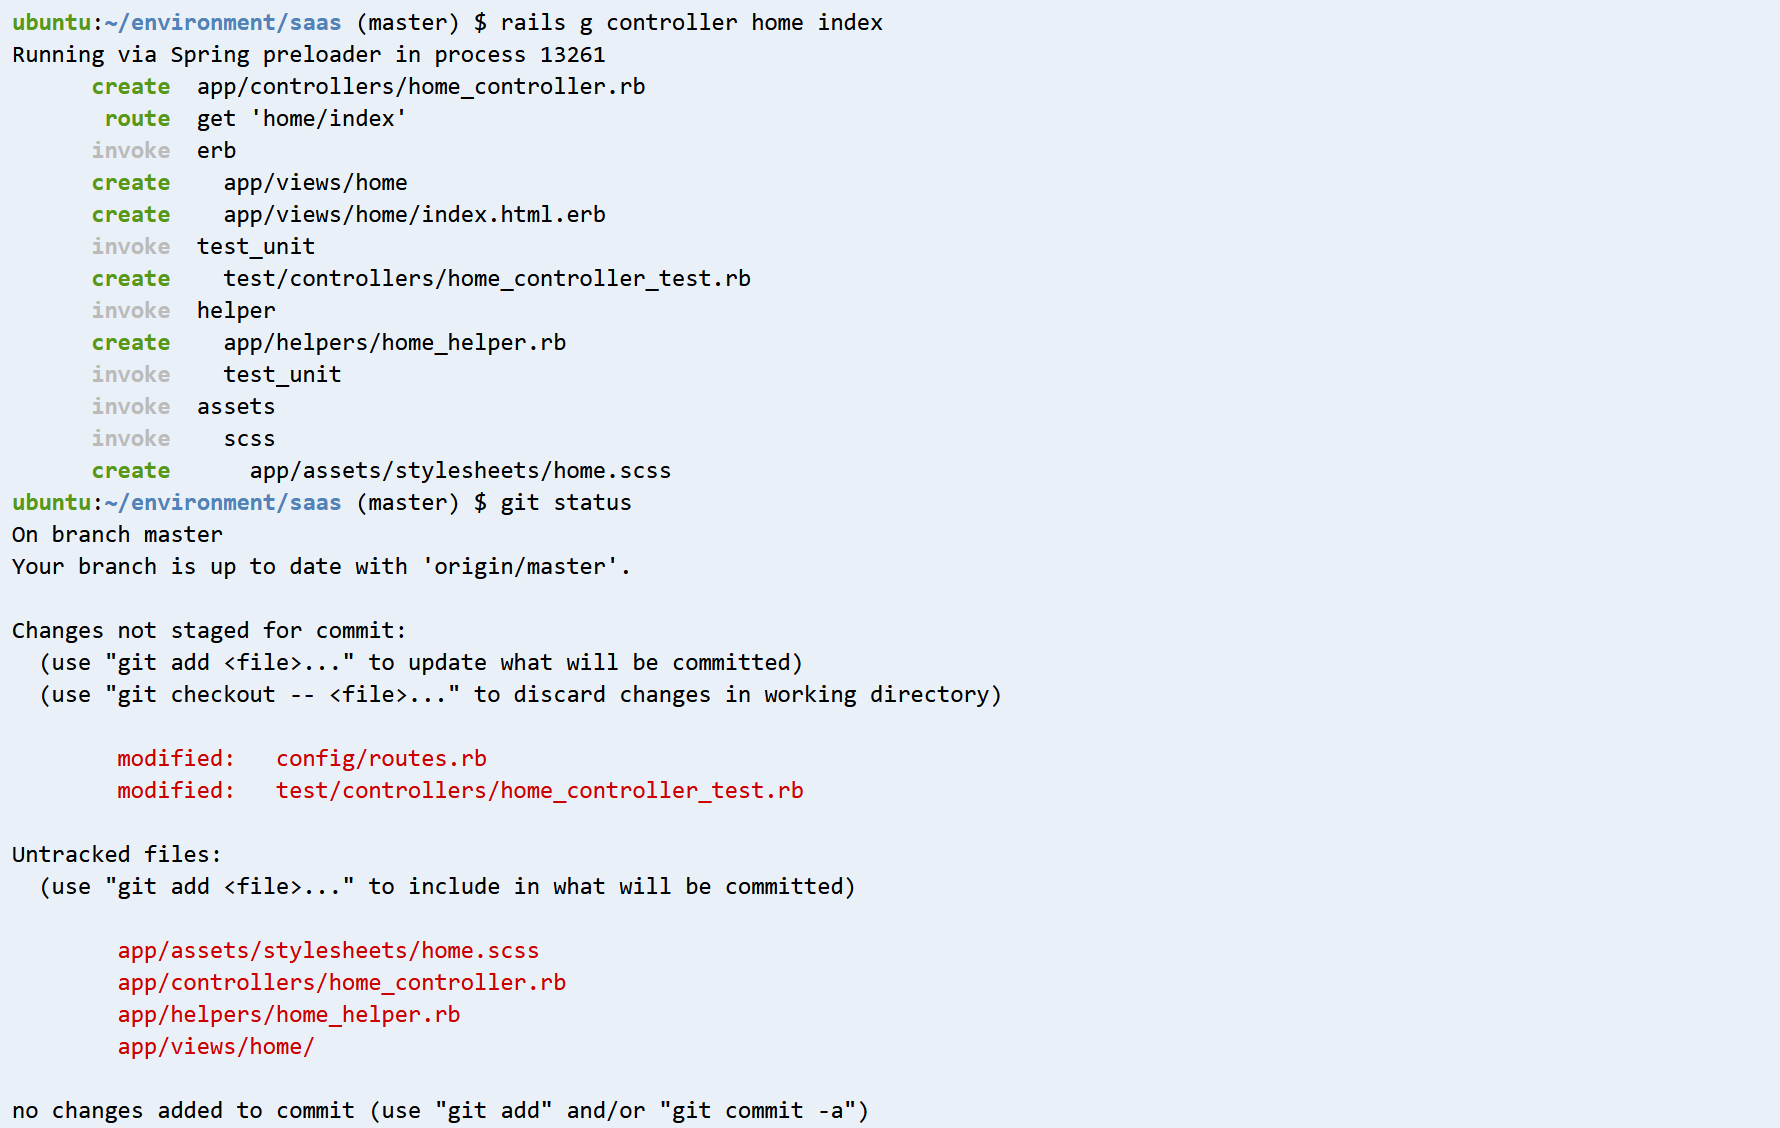 ubuntu:~/environment/saas (master) $ rails g controller home index
Running via Spring preloader in process 13261
      create  app/controllers/home_controller.rb
       route  get 'home/index'
      invoke  erb
      create    app/views/home
      create    app/views/home/index.html.erb
      invoke  test_unit
      create    test/controllers/home_controller_test.rb
      invoke  helper
      create    app/helpers/home_helper.rb
      invoke    test_unit
      invoke  assets
      invoke    scss
      create      app/assets/stylesheets/home.scss
ubuntu:~/environment/saas (master) $ git status
On branch master
Your branch is up to date with 'origin/master'.

Changes not staged for commit:
  (use "git add <file>..." to update what will be committed)
  (use "git checkout -- <file>..." to discard changes in working directory)

        modified:   config/routes.rb
        modified:   test/controllers/home_controller_test.rb

Untracked files:
  (use "git add <file>..." to include in what will be committed)

        app/assets/stylesheets/home.scss
        app/controllers/home_controller.rb
        app/helpers/home_helper.rb
        app/views/home/

no changes added to commit (use "git add" and/or "git commit -a")